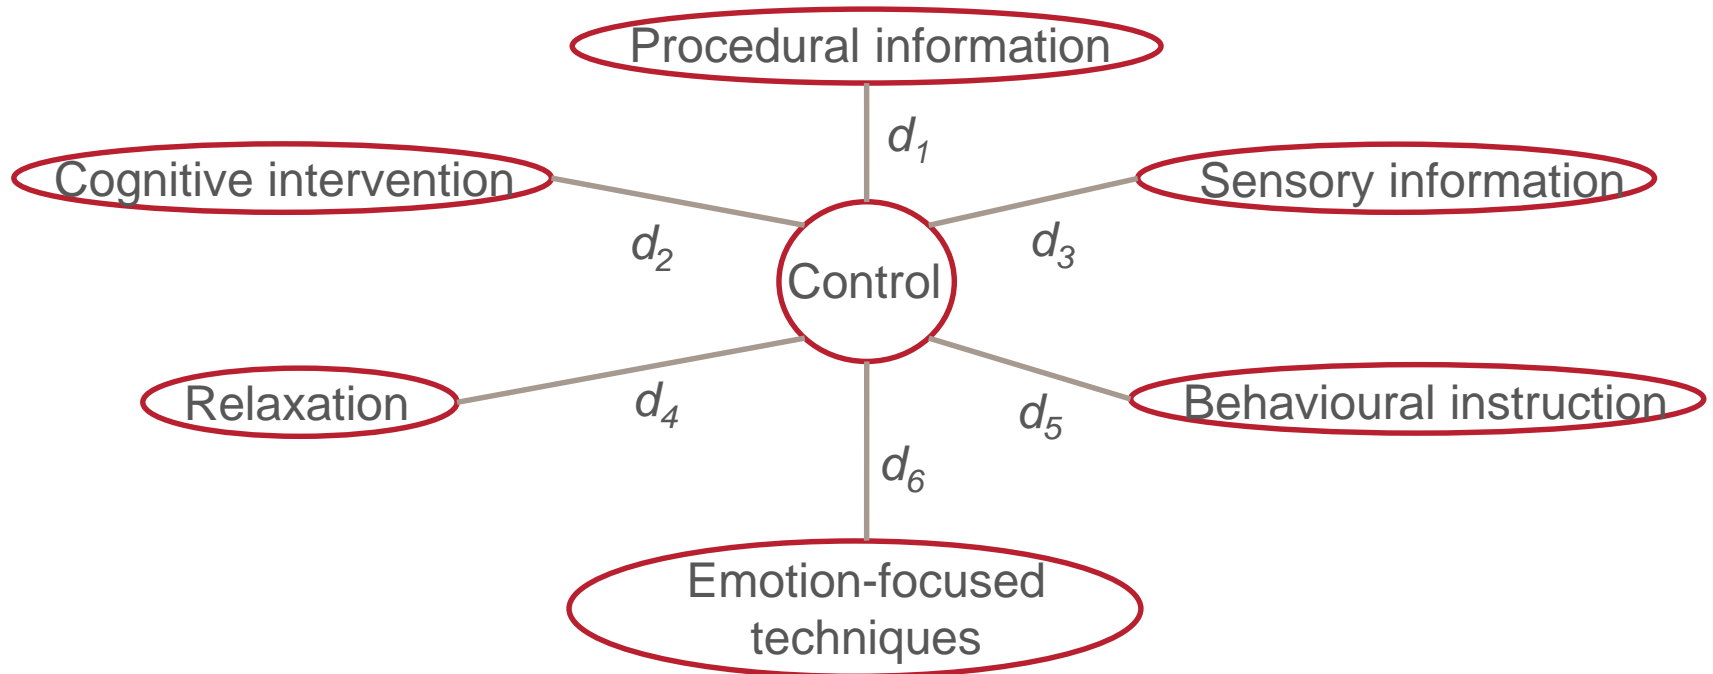 Procedural information
d1
Cognitive intervention
Sensory information
d2
d3
Control
Relaxation
d4
Behavioural instruction
d5
d6
Emotion-focused
techniques